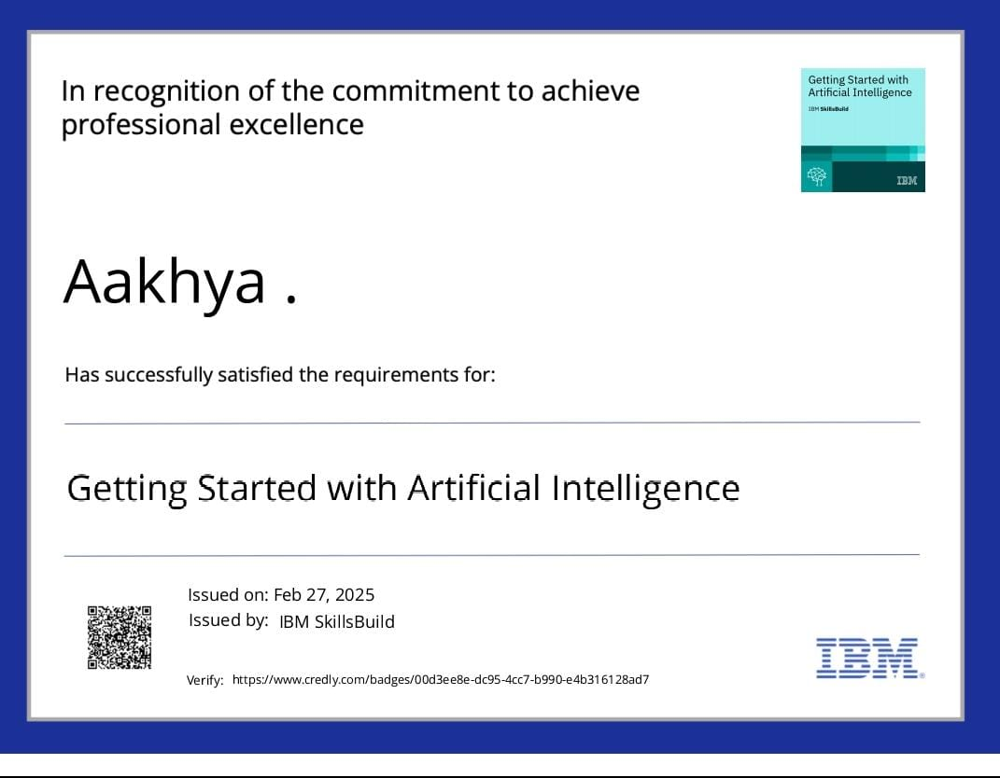 In recognition of the commitment to achieve
professional excellence
Getting Started with
Artificial Intelligence
IBM SkillsBuild
IBM
Aakhya .
Has successfully satisfied the requirements for:
Getting Started with Artificial Intelligence
Issued on: Feb 27, 2025
Issued by: IBM SkillsBuild
Verify: https://www.credly.com/badges/00d3ee8e-dc95-4cc7-b990-e4b316128ad7
IBM®